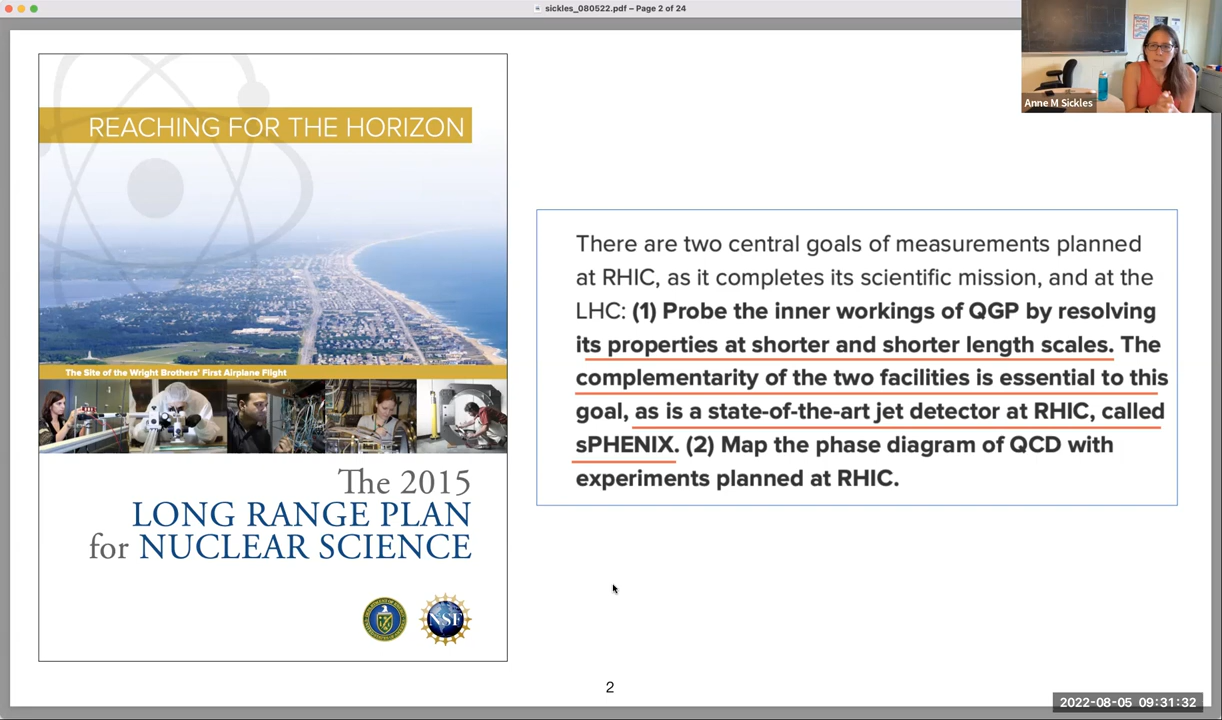 sickles_080522.pdf – Page 2 of 24
Anne M Sickles
REACHING FOR THE HORIZON
The Site of the Wright Brothers' First Airplane Flight
The 2015
LONG RANGE PLAN
for NUCLEAR SCIENCE
NSF
There are two central goals of measurements planned
at RHIC, as it completes its scientific mission, and at the
LHC: (1) Probe the inner workings of QGP by resolving
its properties at shorter and shorter length scales. The
complementarity of the two facilities is essential to this
goal, as is a state-of-the-art jet detector at RHIC, called
sPHENIX. (2) Map the phase diagram of QCD with
experiments planned at RHIC.
2
2022-08-05 09:31:32